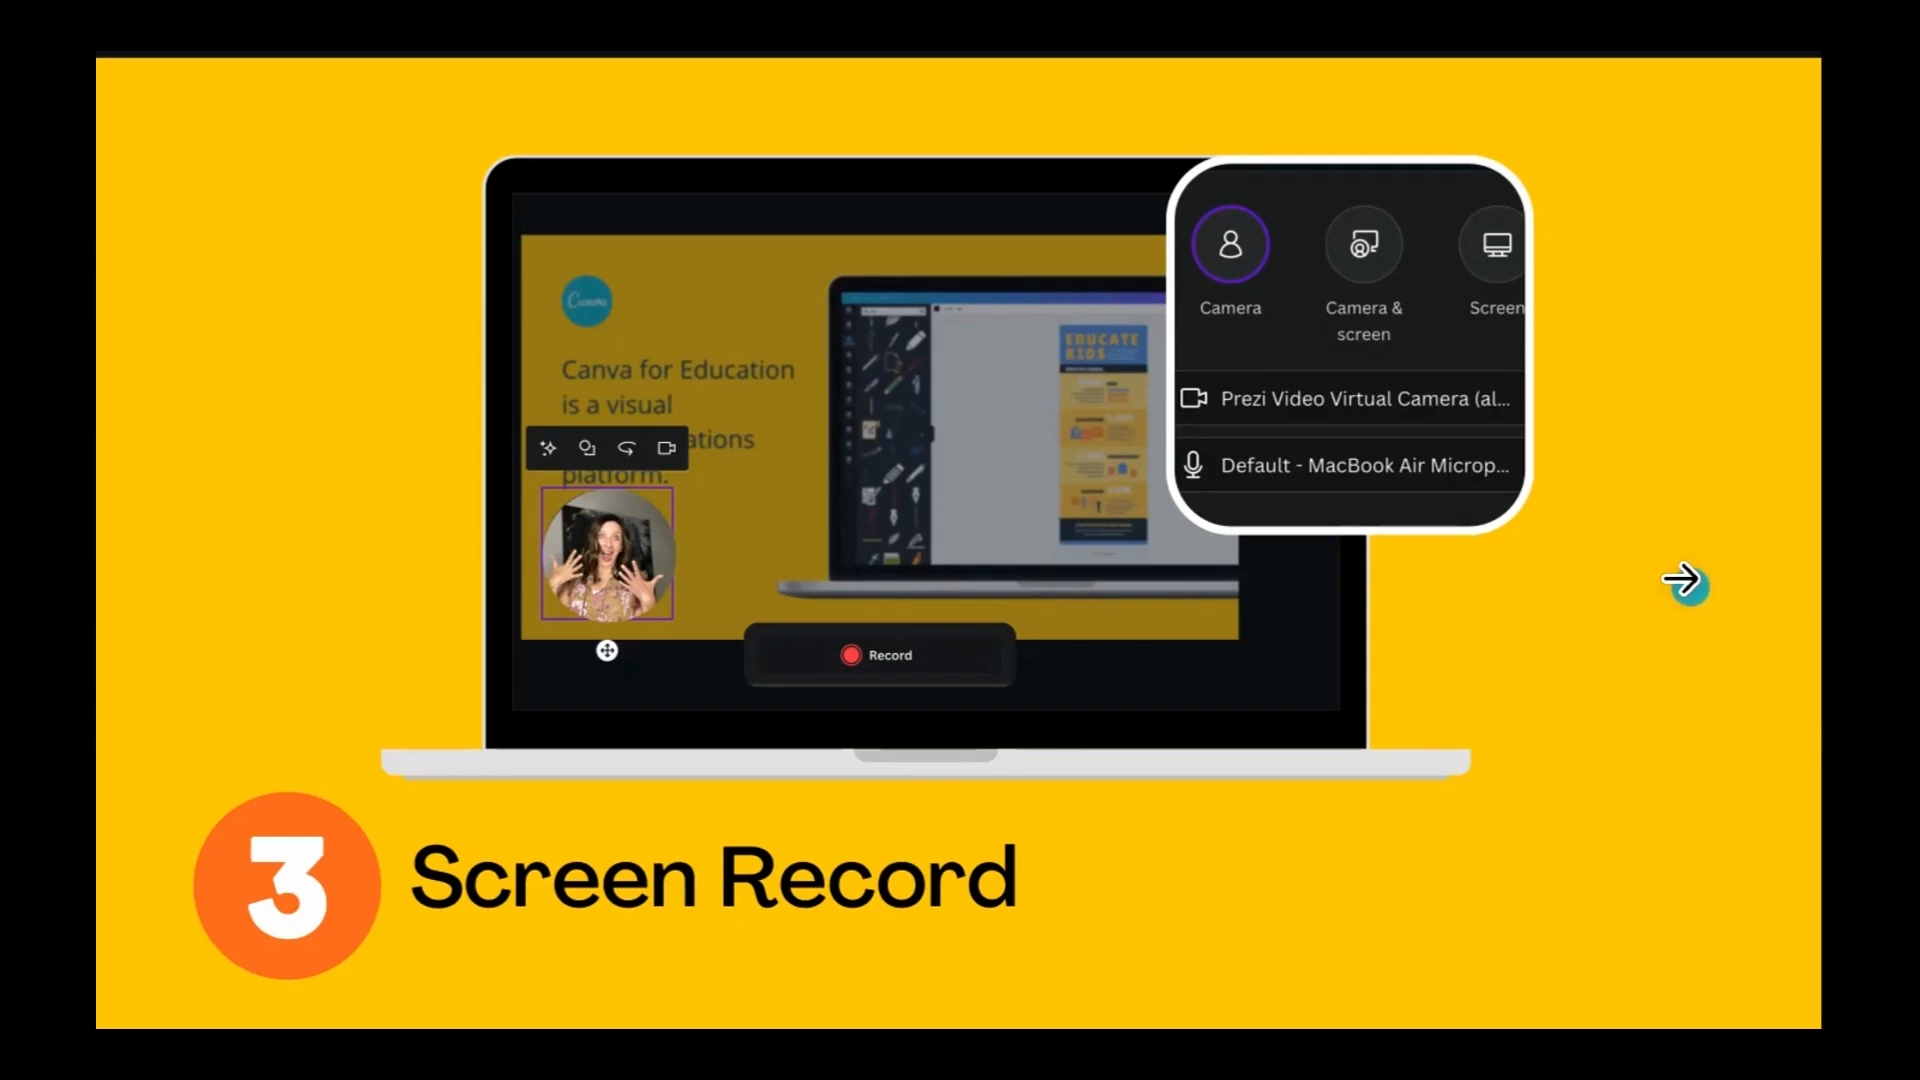 Canva
Canva for Education
is a visual
ations
platform.
EDUCATE
KIDS
Record
Camera
Camera &
screen
Screen
Prezi Video Virtual Camera (al...
Default - MacBook Air Microp...
3
Screen Record